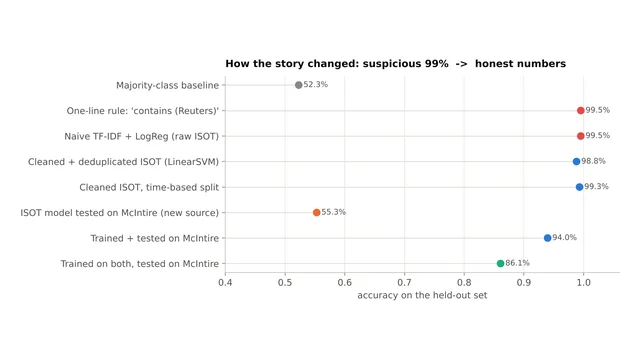 How the story changed: suspicious 99%  ->  honest numbers
Majority-class baseline 52.3%
One-line rule: 'contains (Reuters)' 99.5%
Naive TF-IDF + LogReg (raw ISOT) 99.5%
Cleaned + deduplicated ISOT (LinearSVM) 98.8%
Cleaned ISOT, time-based split 99.3%
ISOT model tested on McIntire (new source) 55.3%
Trained + tested on McIntire 94.0%
Trained on both, tested on McIntire 86.1%
0.4 0.5 0.6 0.7 0.8 0.9 1.0
accuracy on the held-out set